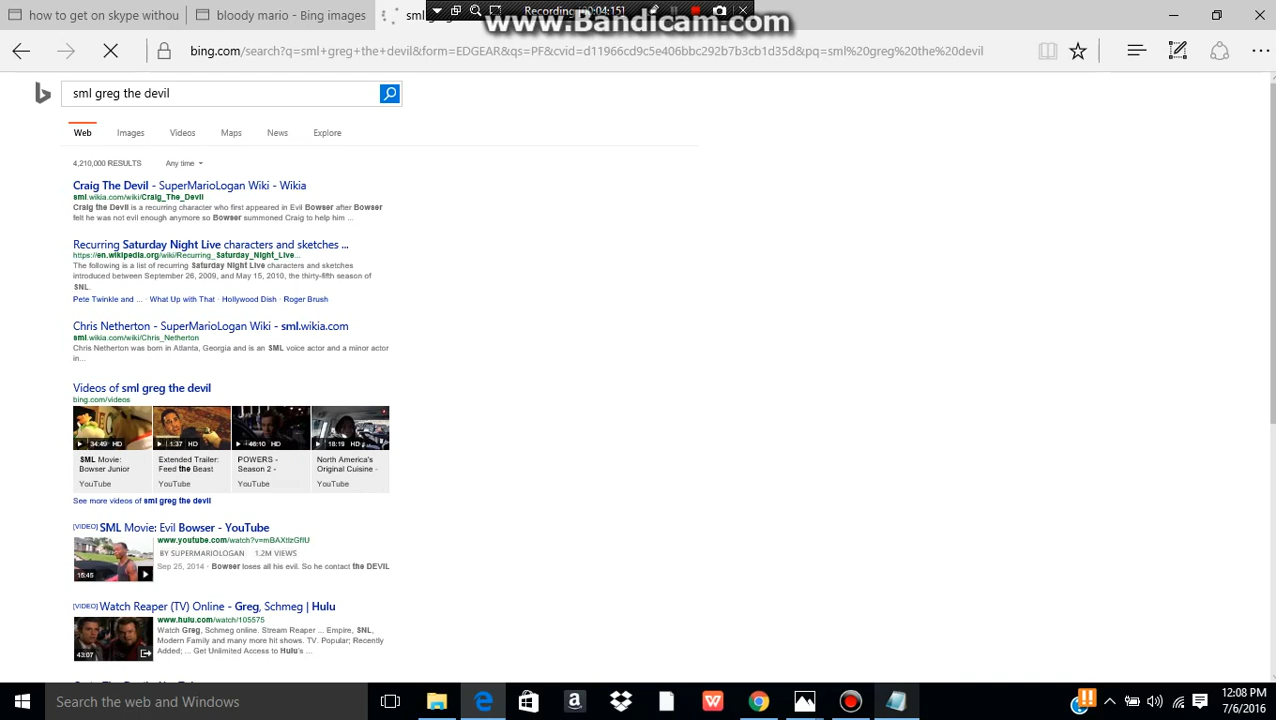 Recording [00:04:15]
www.Bandicam.com
bing.com/search?q=sml+greg+the+devil&form=EDGEAR&qs=PF&cvid=d11966cd9c5e406bbc292b7b3cb1d35d&pq=sml%20greg%20the%20devil
sml greg the devil
Web Images Videos Maps News Explore
4,210,000 RESULTS Any time
Craig The Devil - SuperMarioLogan Wiki - Wikia
sml.wikia.com/wiki/Craig_The_Devil
Craig the Devil is a recurring character who first appeared in Evil Bowser after Bowser
felt he was not evil enough anymore so Bowser summoned Craig to help him ...
Recurring Saturday Night Live characters and sketches ...
https://en.wikipedia.org/wiki/Recurring_Saturday_Night_Live...
The following is a list of recurring Saturday Night Live characters and sketches
introduced between September 26, 2009, and May 15, 2010, the thirty-fifth season of
SNL.
Pete Twinkle and ... · What Up with That · Hollywood Dish · Roger Brush
Chris Netherton - SuperMarioLogan Wiki - sml.wikia.com
sml.wikia.com/wiki/Chris_Netherton
Chris Netherton was born in Atlanta, Georgia and is an SML voice actor and a minor actor
in...
Videos of sml greg the devil
bing.com/videos
34:49 HD 1:37 HD 46:10 HD 18:19 HD
SML Movie: Extended Trailer: POWERS - North America's
Bowser Junior Feed the Beast Season 2 - Original Cuisine -
YouTube YouTube YouTube YouTube
See more videos of sml greg the devil
[VIDEO] SML Movie: Evil Bowser - YouTube
www.youtube.com/watch?v=mBAXtIzGfIU
BY SUPERMARIOLOGAN 1.2M VIEWS
Sep 25, 2014 · Bowser loses all his evil. So he contact the DEVIL
15:45
[VIDEO] Watch Reaper (TV) Online - Greg, Schmeg | Hulu
www.hulu.com/watch/105575
Watch Greg, Schmeg online. Stream Reaper ... Empire, SNL,
Modern Family and many more hit shows. TV. Popular; Recently
Added; ... Get Unlimited Access to Hulu's ...
43:07
Search the web and Windows
12:08 PM
7/6/2016